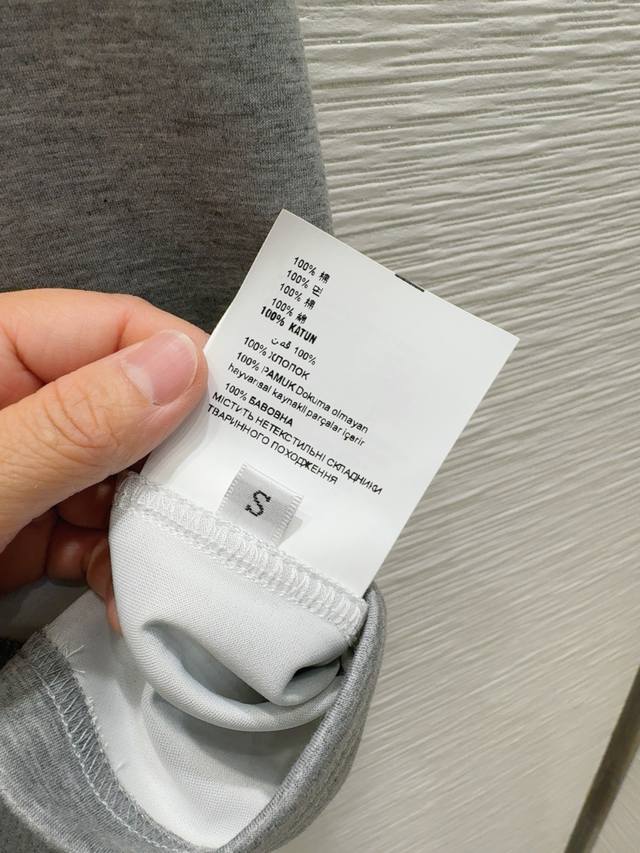 100% 棉
100% 면
100% 棉
100% 綿
100% KATUN
100% قطن
100% ХЛОПОК
100% PAMUK Dokuma olmayan
hayvansal kaynaklı parçalar içerir
100% БАВОВНА
МІСТИТЬ НЕТЕКСТИЛЬНІ СКЛАДНИКИ
ТВАРИННОГО ПОХОДЖЕННЯ
S